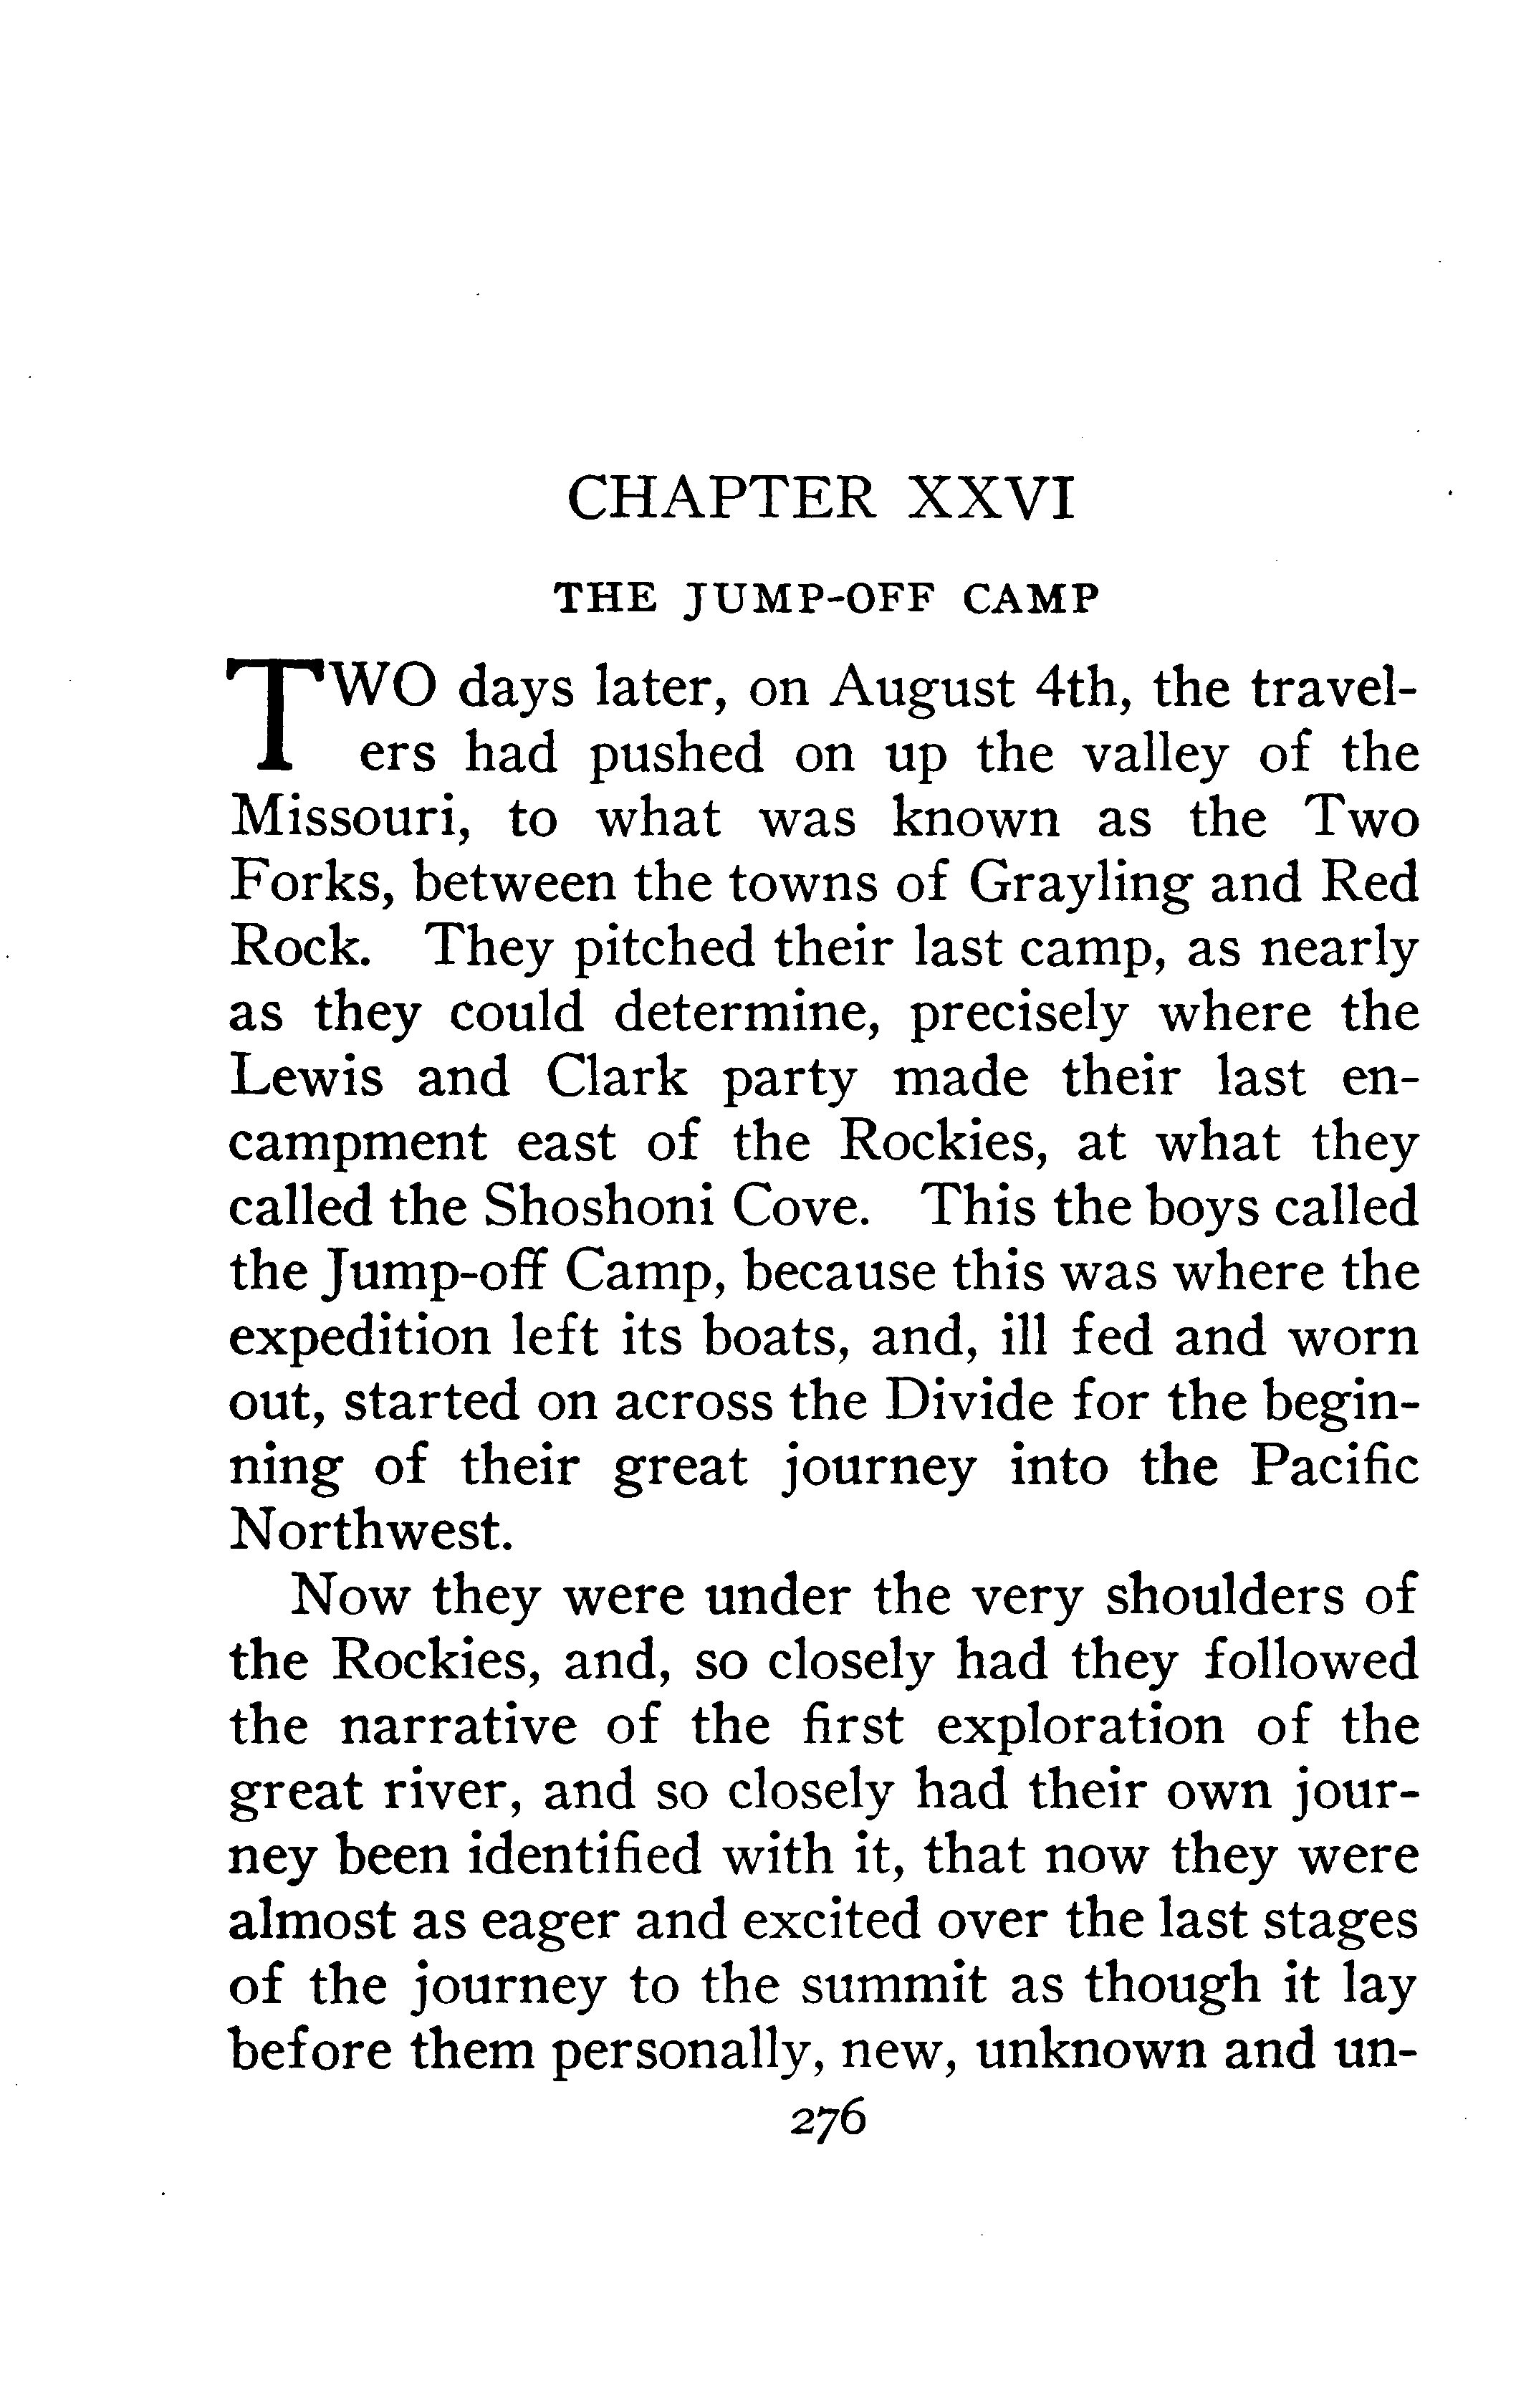 CHAPTER XXVI
THE JUMP-OFF CAMP
TWO days later, on August 4th, the travel-
ers had pushed on up the valley of the
Missouri, to what was known as the Two
Forks, between the towns of Grayling and Red
Rock. They pitched their last camp, as nearly
as they could determine, precisely where the
Lewis and Clark party made their last en-
campment east of the Rockies, at what they
called the Shoshoni Cove. This the boys called
the Jump-off Camp, because this was where the
expedition left its boats, and, ill fed and worn
out, started on across the Divide for the begin-
ning of their great journey into the Pacific
Northwest.
Now they were under the very shoulders of
the Rockies, and, so closely had they followed
the narrative of the first exploration of the
great river, and so closely had their own jour-
ney been identified with it, that now they were
almost as eager and excited over the last stages
of the journey to the summit as though it lay
before them personally, new, unknown and un-
276